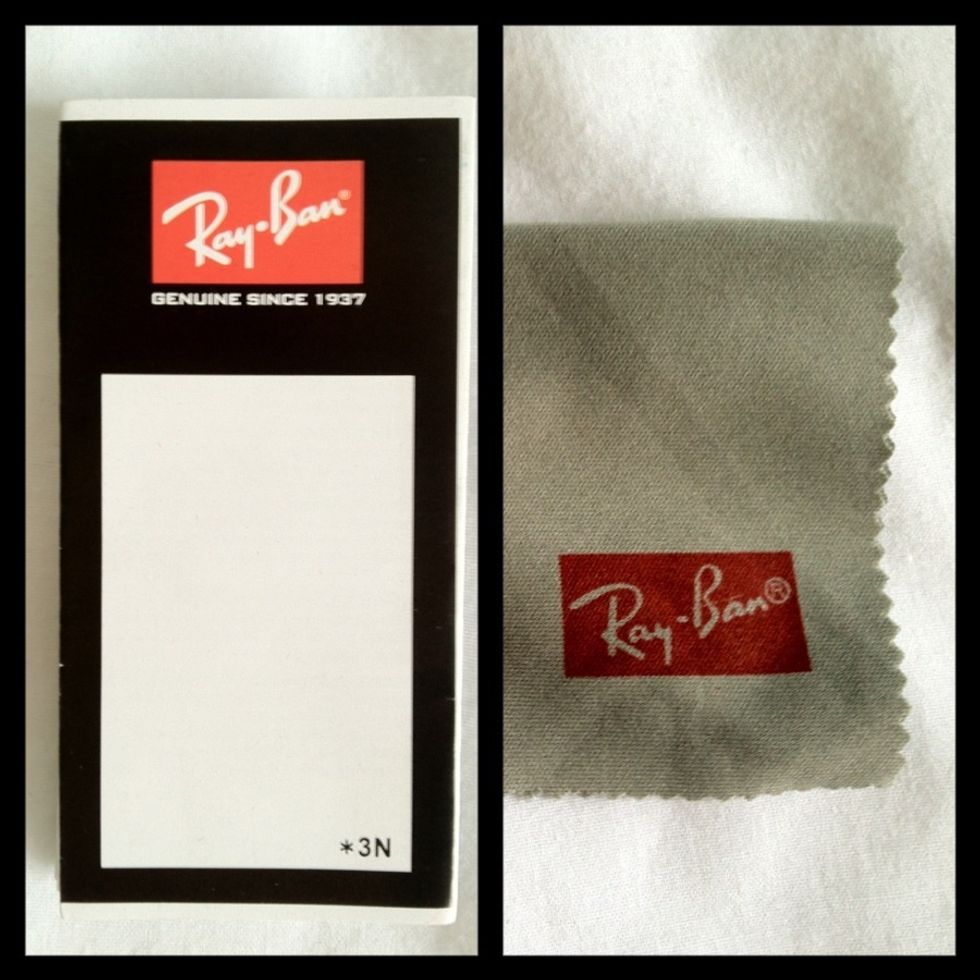 Ray-Ban®
GENUINE SINCE 1937
*3N
Ray-Ban®